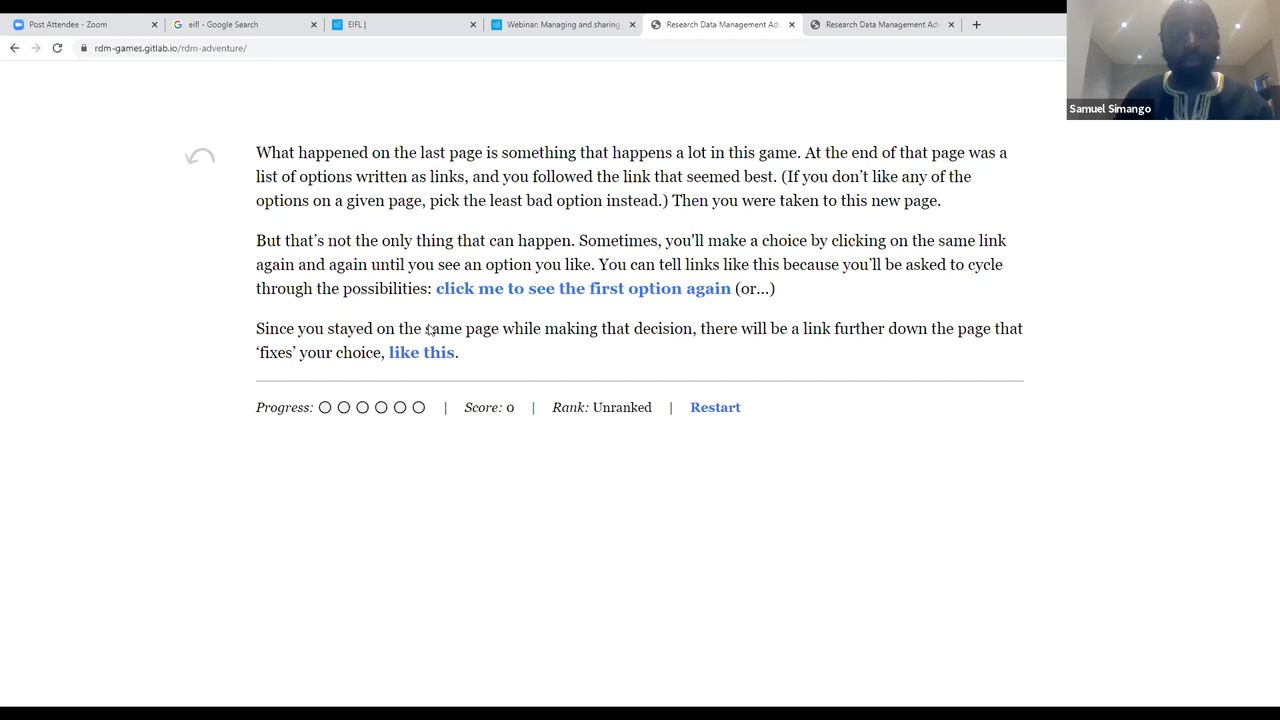 Post Attendee - Zoom
eifl - Google Search
EIFL |
Webinar: Managing and sharing
Research Data Management Adv
Research Data Management Adv
rdm-games.gitlab.io/rdm-adventure/
Samuel Simango
What happened on the last page is something that happens a lot in this game. At the end of that page was a
list of options written as links, and you followed the link that seemed best. (If you don’t like any of the
options on a given page, pick the least bad option instead.) Then you were taken to this new page.
But that’s not the only thing that can happen. Sometimes, you'll make a choice by clicking on the same link
again and again until you see an option you like. You can tell links like this because you’ll be asked to cycle
through the possibilities: click me to see the first option again (or…)
Since you stayed on the same page while making that decision, there will be a link further down the page that
‘fixes’ your choice, like this.
Progress: | Score: 0 | Rank: Unranked | Restart